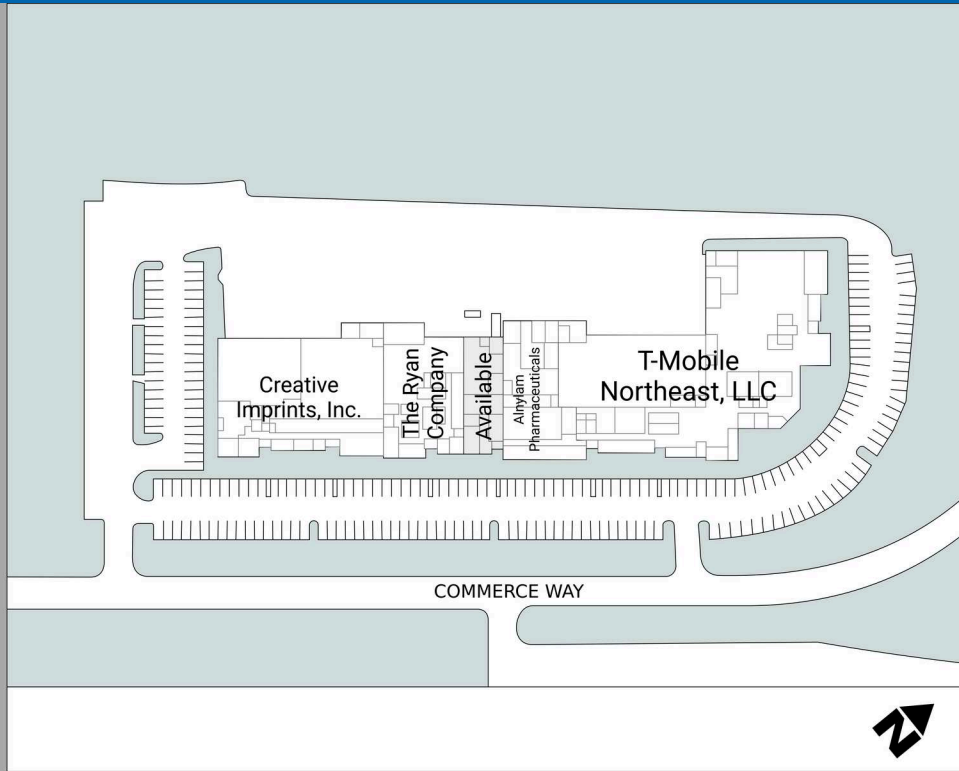 Creative
Imprints, Inc.
The Ryan
Company
Available
Alnylam
Pharmaceuticals
T-Mobile
Northeast, LLC
COMMERCE WAY
N